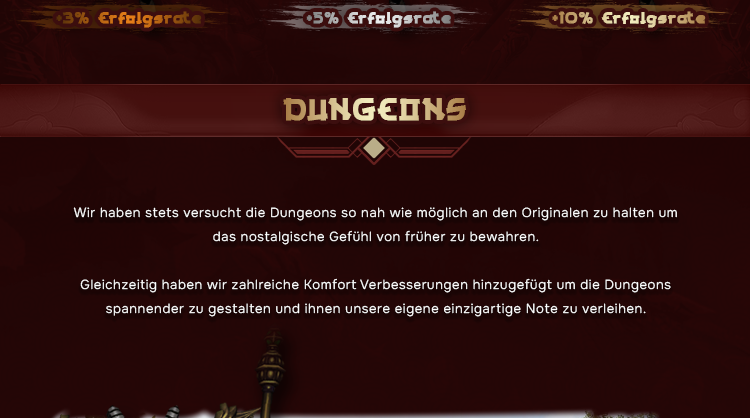 +3% Erfolgsrate
+5% Erfolgsrate
+10% Erfolgsrate
DUNGEONS
Wir haben stets versucht die Dungeons so nah wie möglich an den Originalen zu halten um
das nostalgische Gefühl von früher zu bewahren.
Gleichzeitig haben wir zahlreiche Komfort Verbesserungen hinzugefügt um die Dungeons
spannender zu gestalten und ihnen unsere eigene einzigartige Note zu verleihen.